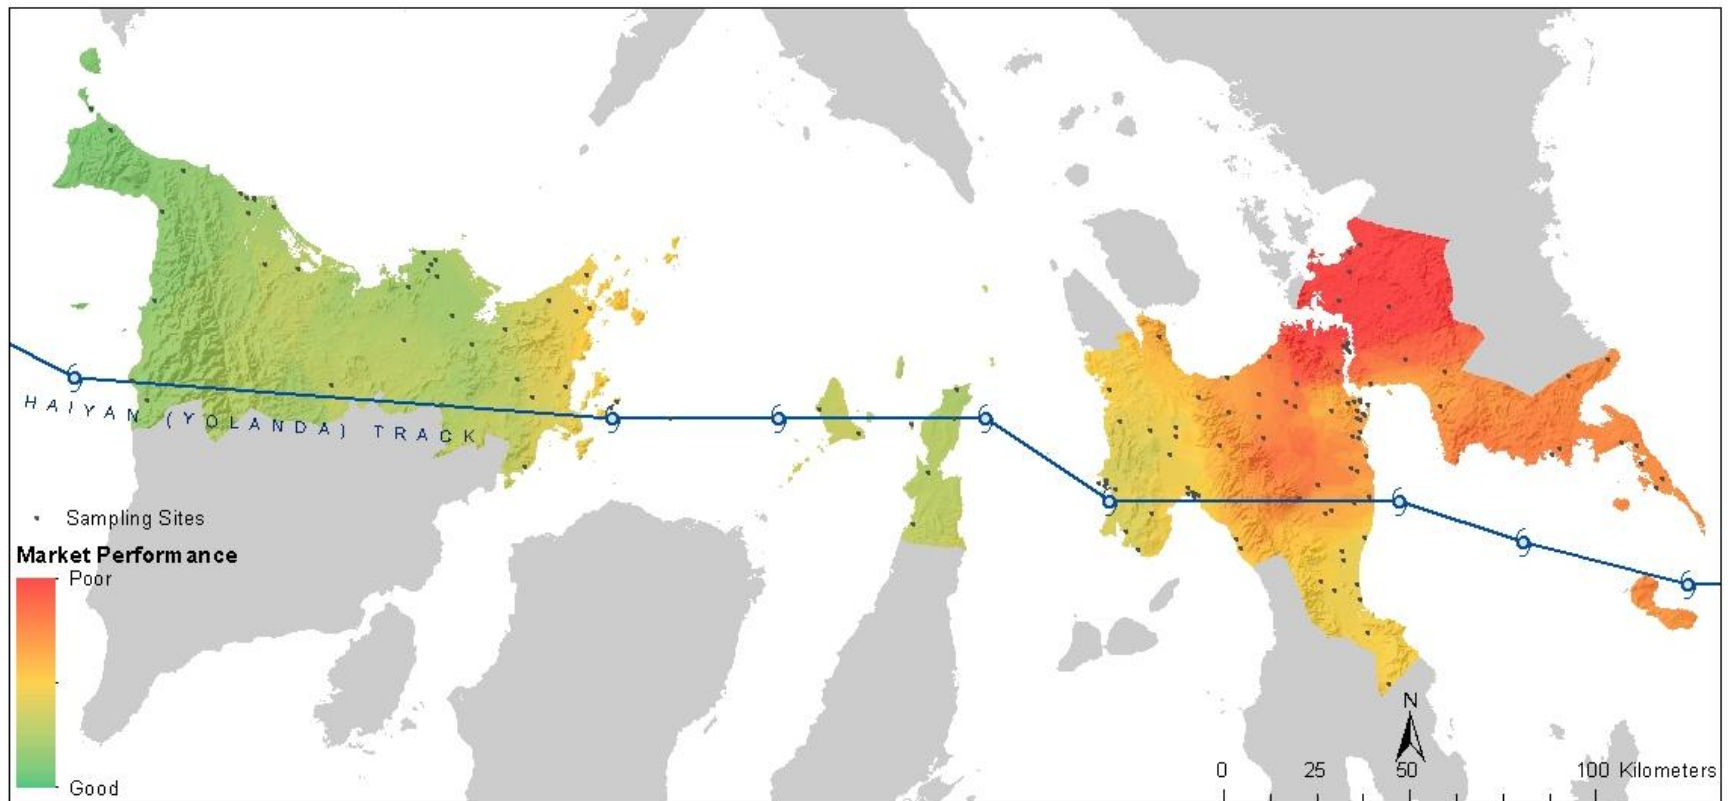 HAIYAN (YOLANDA) TRACK
Sampling Sites
Market Performance
Poor
Good
N
0 25 50 100 Kilometers